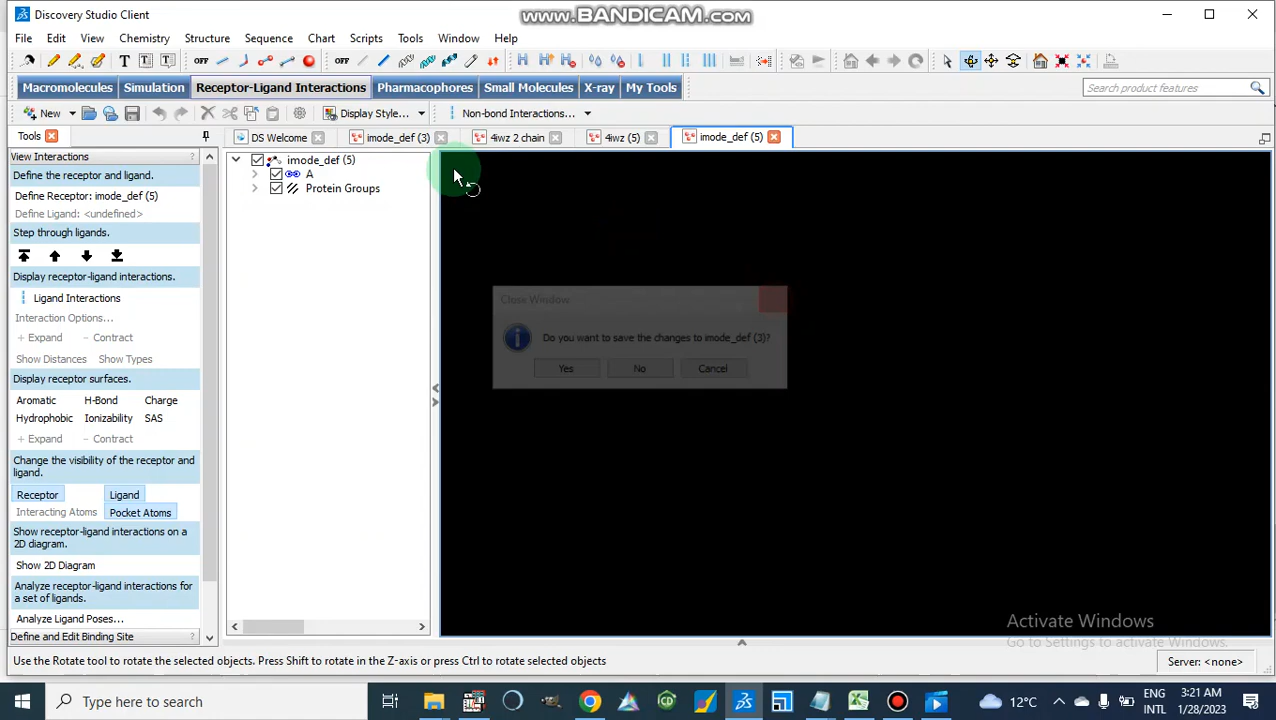 Discovery Studio Client
www.BANDICAM.com
File Edit View Chemistry Structure Sequence Chart Scripts Tools Window Help
OFF OFF
Macromolecules Simulation Receptor-Ligand Interactions Pharmacophores Small Molecules X-ray My Tools
Search product features
New Display Style... Non-bond Interactions...
Tools
DS Welcome imode_def (3) 4iwz 2 chain 4iwz (5) imode_def (5)
View Interactions ?
Define the receptor and ligand.
Define Receptor: imode_def (5)
Define Ligand: <undefined>
Step through ligands.
Display receptor-ligand interactions.
Ligand Interactions
Interaction Options...
+ Expand − Contract
Show Distances Show Types
Display receptor surfaces.
Aromatic H-Bond Charge
Hydrophobic Ionizability SAS
+ Expand − Contract
Change the visibility of the receptor and
ligand.
Receptor Ligand
Interacting Atoms Pocket Atoms
Show receptor-ligand interactions on a
2D diagram.
Show 2D Diagram
Analyze receptor-ligand interactions for
a set of ligands.
Analyze Ligand Poses...
Define and Edit Binding Site ?
imode_def (5)
A
Protein Groups
Close Window
Do you want to save the changes to imode_def (3)?
Yes No Cancel
Activate Windows
Go to Settings to activate Windows.
Use the Rotate tool to rotate the selected objects. Press Shift to rotate in the Z-axis or press Ctrl to rotate selected objects
Server: <none>
Type here to search
12°C
ENG
INTL
3:21 AM
1/28/2023